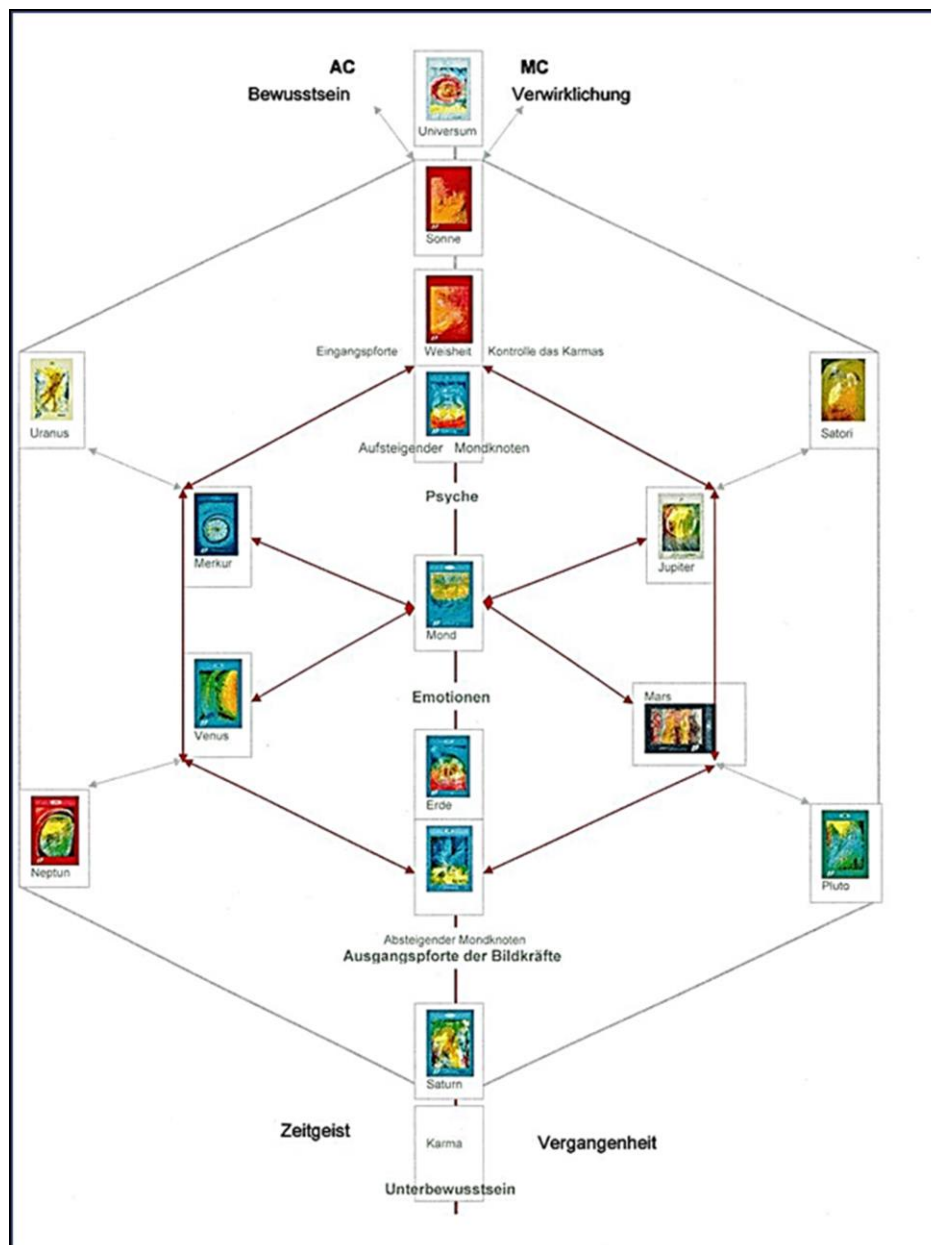 AC
MC
Bewusstsein
Verwirklichung
Universum
Sonne
Eingangspforte
Weisheit
Kontrolle das Karmas
Uranus
Satori
Aufsteigender Mondknoten
Psyche
Merkur
Jupiter
Mond
Emotionen
Venus
Mars
Erde
Neptun
Pluto
Absteigender Mondknoten
Ausgangspforte der Bildkräfte
Saturn
Zeitgeist
Karma
Vergangenheit
Unterbewusstsein